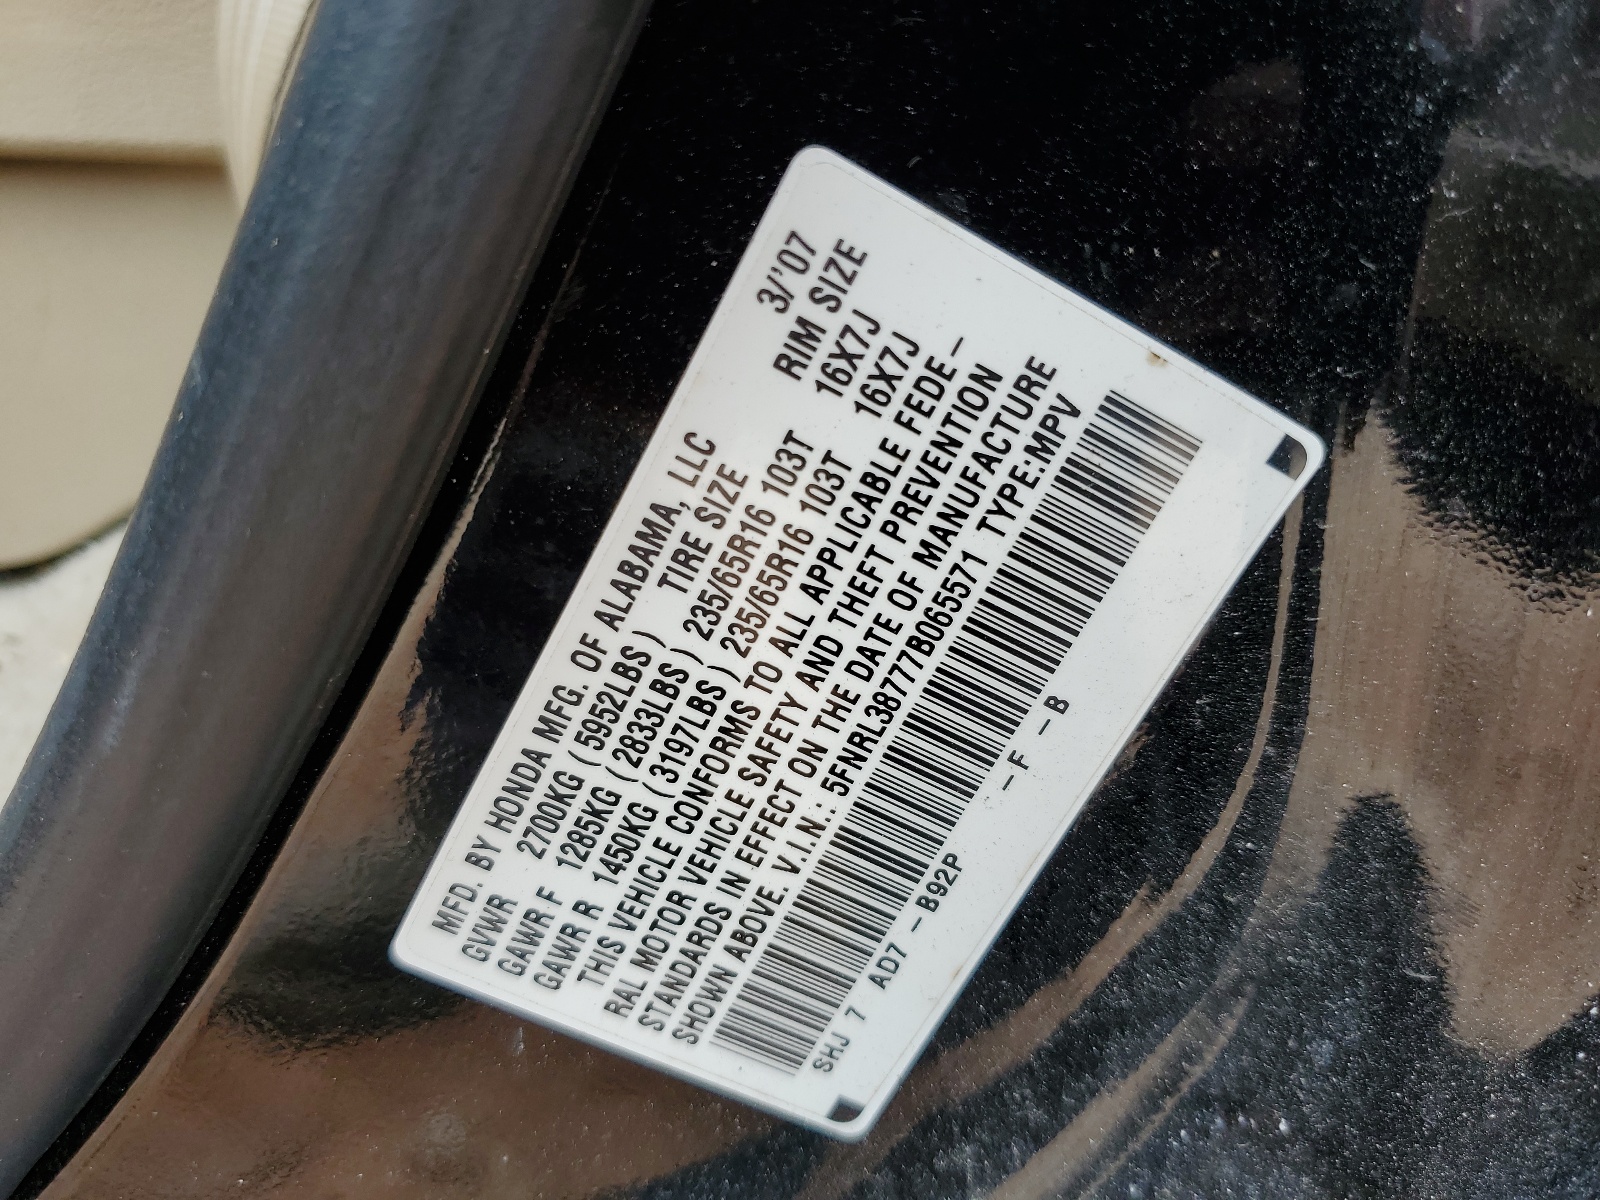 MFD. BY HONDA MFG. OF ALABAMA, LLC 3/'07
GVWR 2700KG (5952LBS) TIRE SIZE RIM SIZE
GAWR F 1285KG (2833LBS) 235/65R16 103T 16X7J
GAWR R 1450KG (3197LBS) 235/65R16 103T 16X7J
THIS VEHICLE CONFORMS TO ALL APPLICABLE FEDE–
RAL MOTOR VEHICLE SAFETY AND THEFT PREVENTION
STANDARDS IN EFFECT ON THE DATE OF MANUFACTURE
SHOWN ABOVE. V.I.N.: 5FNRL38777B065571 TYPE:MPV
SHJ 7 AD7 –B92P –F –B